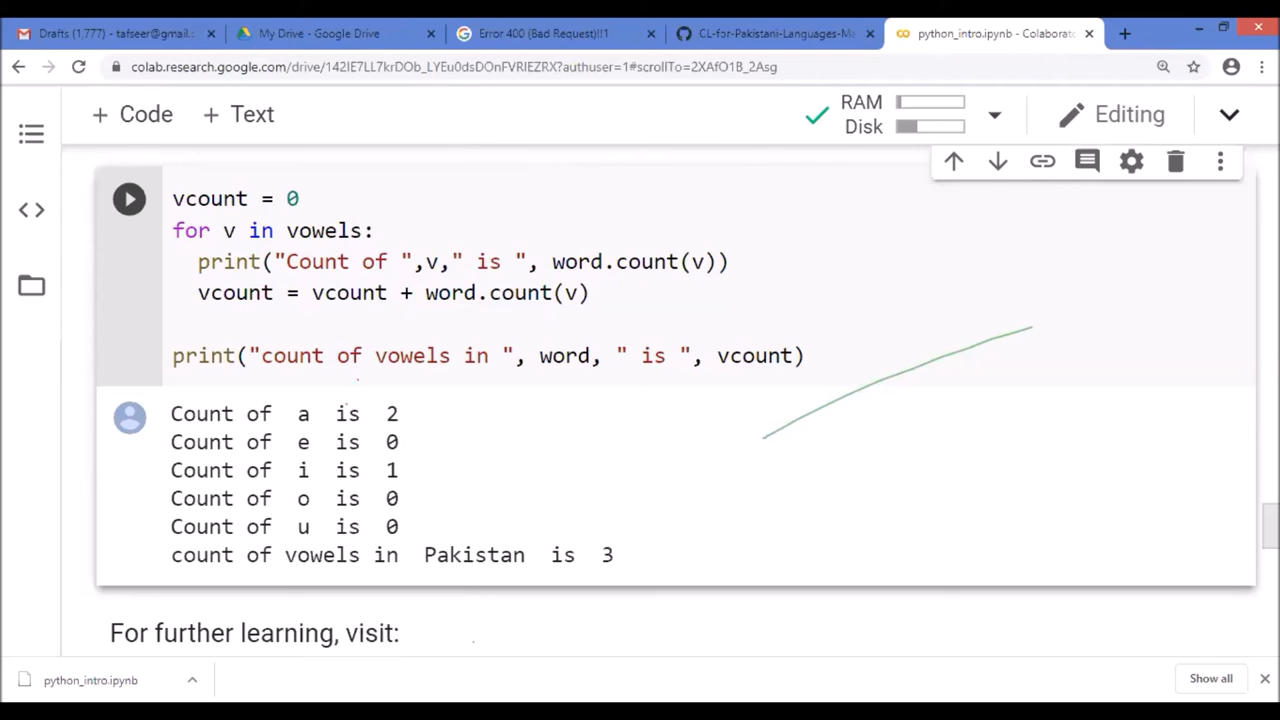 Drafts (1,777) - tafseer@gmail.c
My Drive - Google Drive
Error 400 (Bad Request)!!1
CL-for-Pakistani-Languages-Ma
python_intro.ipynb - Colaborato
colab.research.google.com/drive/142IE7LL7krDOb_LYEu0dsDOnFVRIEZRX?authuser=1#scrollTo=2XAfO1B_2Asg
+ Code + Text
RAM
Disk
Editing
vcount = 0
for v in vowels:
  print("Count of ",v," is ", word.count(v))
  vcount = vcount + word.count(v)
print("count of vowels in ", word, " is ", vcount)
Count of  a  is  2
Count of  e  is  0
Count of  i  is  1
Count of  o  is  0
Count of  u  is  0
count of vowels in  Pakistan  is  3
For further learning, visit:
python_intro.ipynb
Show all